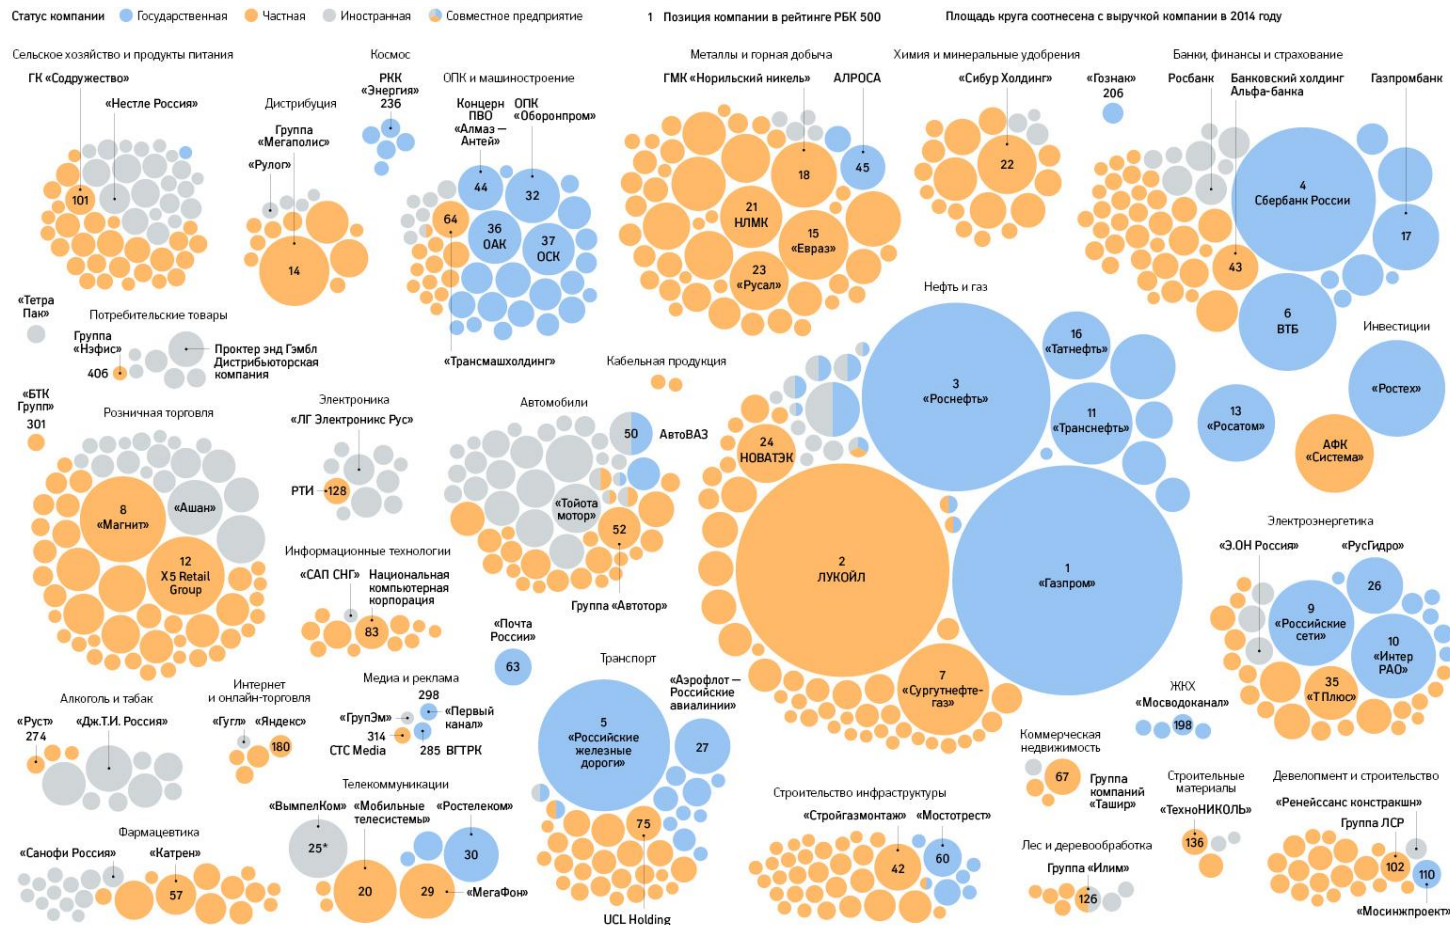 Статус компании
Государственная
Частная
Иностранная
Совместное предприятие
1 Позиция компании в рейтинге РБК 500
Площадь круга соотнесена с выручкой компании в 2014 году
Сельское хозяйство и продукты питания
ГК «Содружество»
«Нестле Россия»
101
Дистрибуция
Группа
«Мегаполис»
«Рулог»
14
Космос
РКК
«Энергия»
236
ОПК и машиностроение
Концерн
ПВО
«Алмаз —
Антей»
ОПК
«Оборонпром»
44
32
64
36
ОАК
37
ОСК
«Трансмашхолдинг»
Металлы и горная добыча
ГМК «Норильский никель»
АЛРОСА
18
45
21
НЛМК
15
«Евраз»
23
«Русал»
Химия и минеральные удобрения
«Сибур Холдинг»
22
«Гознак»
206
Банки, финансы и страхование
Росбанк
Банковский холдинг
Альфа-банка
Газпромбанк
4
Сбербанк России
17
43
6
ВТБ
«Тетра
Пак»
Потребительские товары
Группа
«Нэфис»
406
Проктер энд Гэмбл
Дистрибьюторская
компания
«БТК
Групп»
301
Розничная торговля
8
«Магнит»
«Ашан»
12
X5 Retail
Group
Электроника
«ЛГ Электроникс Рус»
РТИ
128
Информационные технологии
«САП СНГ»
Национальная
компьютерная
корпорация
83
Кабельная продукция
Автомобили
50
АвтоВАЗ
«Тойота
мотор»
52
Группа «Автотор»
Нефть и газ
3
«Роснефть»
16
«Татнефть»
11
«Транснефть»
24
НОВАТЭК
2
ЛУКОЙЛ
1
«Газпром»
7
«Сургутнефте-
газ»
Инвестиции
«Ростех»
13
«Росатом»
АФК
«Система»
Электроэнергетика
«Э.ОН Россия»
«РусГидро»
26
9
«Российские
сети»
10
«Интер
РАО»
35
«Т Плюс»
«Почта
России»
63
Транспорт
5
«Российские
железные
дороги»
«Аэрофлот —
Российские
авиалинии»
27
75
UCL Holding
Алкоголь и табак
«Руст»
274
«Дж.Т.И. Россия»
Интернет
и онлайн-торговля
«Гугл»
«Яндекс»
180
Медиа и реклама
298
«Первый
канал»
«ГрупЭм»
314
СТС Media
285 ВГТРК
Телекоммуникации
«ВымпелКом»
«Мобильные
телесистемы»
«Ростелеком»
25*
30
20
29
«МегаФон»
Фармацевтика
«Санофи Россия»
«Катрен»
57
Строительство инфраструктуры
«Стройгазмонтаж»
«Мостотрест»
42
60
Коммерческая
недвижимость
67
Группа
компаний
«Ташир»
ЖКХ
«Мосводоканал»
198
Лес и деревообработка
Группа «Илим»
126
Строительные
материалы
«ТехноНИКОЛЬ»
136
Девелопмент и строительство
«Ренейссанс констракшн»
Группа ЛСР
102
110
«Мосинжпроект»